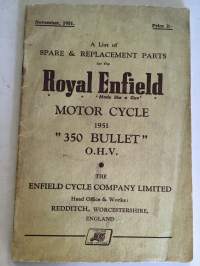 November, 1951.
Price 2/-
A List of
SPARE & REPLACEMENT PARTS
for the
Royal Enfield
"Made like a Gun"
MOTOR CYCLE
1951
"350 BULLET"
O.H.V.
THE
ENFIELD CYCLE COMPANY LIMITED
Head Office & Works:
REDDITCH, WORCESTERSHIRE,
ENGLAND